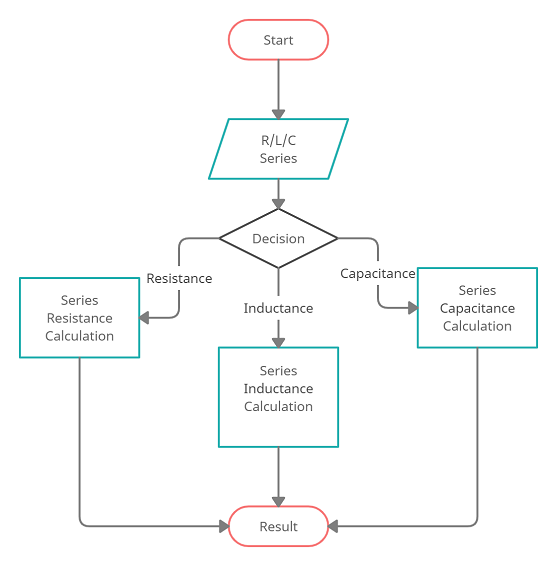 Start
R/L/C
Series
Decision
Resistance
Inductance
Capacitance
Series
Resistance
Calculation
Series
Inductance
Calculation
Series
Capacitance
Calculation
Result